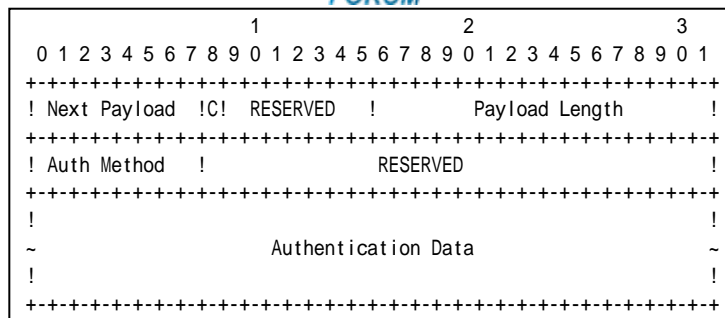 FORUM
1 2 3
0 1 2 3 4 5 6 7 8 9 0 1 2 3 4 5 6 7 8 9 0 1 2 3 4 5 6 7 8 9 0 1
+-+-+-+-+-+-+-+-+-+-+-+-+-+-+-+-+-+-+-+-+-+-+-+-+-+-+-+-+-+-+-+-+
! Next Payload !C! RESERVED ! Payload Length !
+-+-+-+-+-+-+-+-+-+-+-+-+-+-+-+-+-+-+-+-+-+-+-+-+-+-+-+-+-+-+-+-+
! Auth Method ! RESERVED !
+-+-+-+-+-+-+-+-+-+-+-+-+-+-+-+-+-+-+-+-+-+-+-+-+-+-+-+-+-+-+-+-+
! !
~ Authentication Data ~
! !
+-+-+-+-+-+-+-+-+-+-+-+-+-+-+-+-+-+-+-+-+-+-+-+-+-+-+-+-+-+-+-+-+